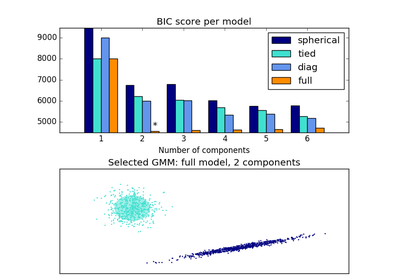 BIC score per model
9000
8000
7000
6000
5000
spherical
tied
diag
full
*
1 2 3 4 5 6
Number of components
Selected GMM: full model, 2 components